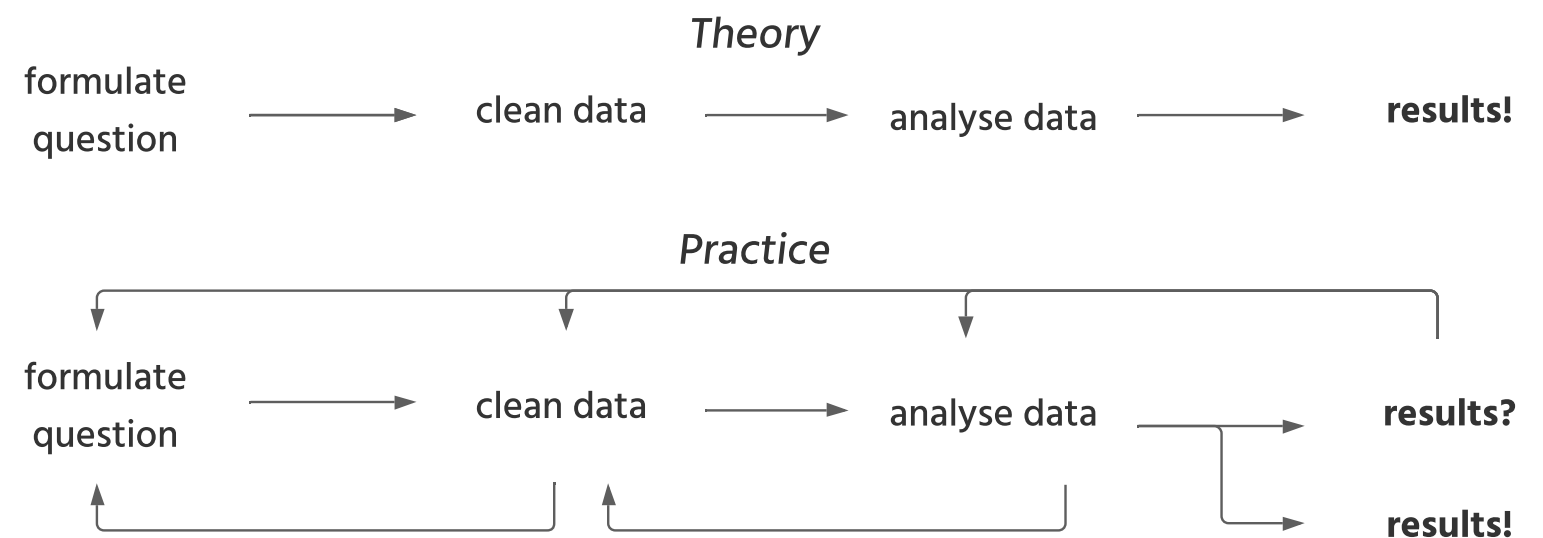 Theory
formulate
question
clean data
analyse data
results!
Practice
formulate
question
clean data
analyse data
results?
results!